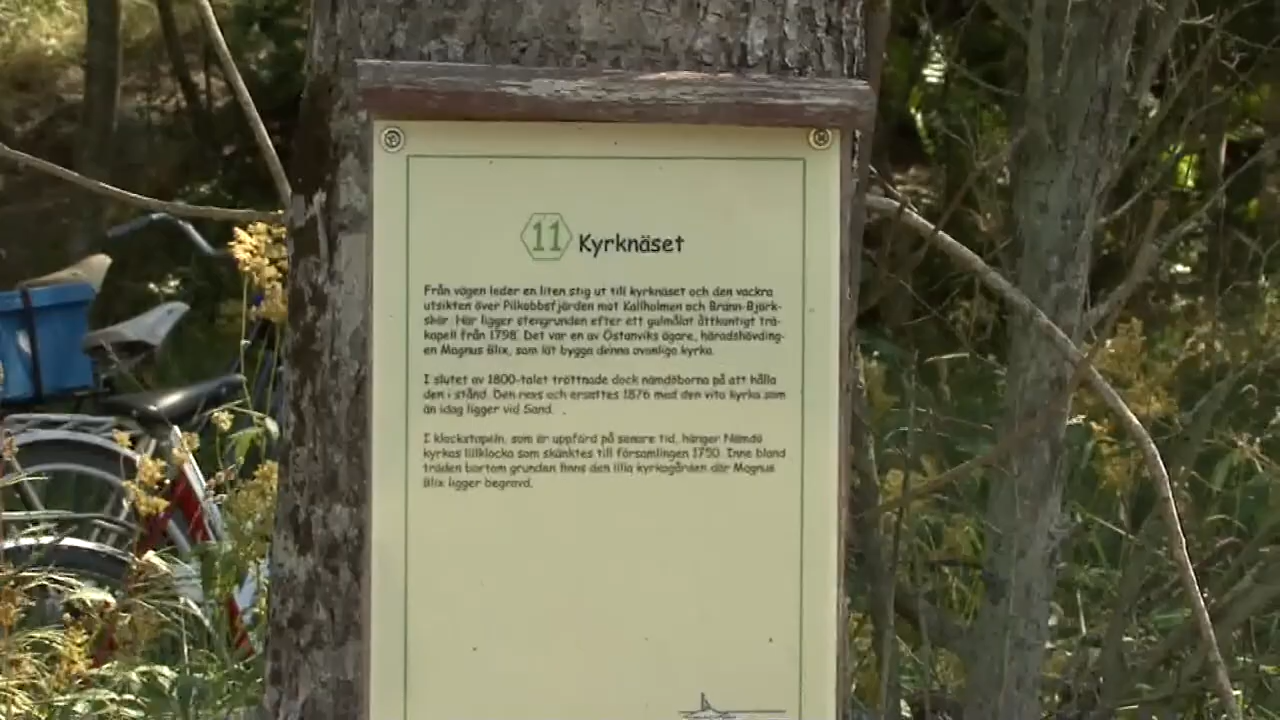 11 Kyrknäset
Från vägen leder en liten stig ut till kyrknäset och den vackra
utsikten över Pilkobbsfjärden mot Kallholmen och Bränn-Björk-
skär. Här ligger stengrunden efter ett gulmålat åttkantigt trä-
kapell från 1798. Det var en av Östanviks ägare, häradshövding-
en Magnus Blix, som lät bygga denna ovanliga kyrka.
I slutet av 1800-talet tröttnade dock nämdöborna på att hålla
den i stånd. Den revs och ersattes 1876 med den vita kyrka som
än idag ligger vid Sand.
I klockstapeln, som är uppförd på senare tid, hänger Nämdö
kyrkas lillklocka som skänktes till församlingen 1750. Inne bland
träden bortom grunden finns den lilla kyrkogården där Magnus
Blix ligger begravd.